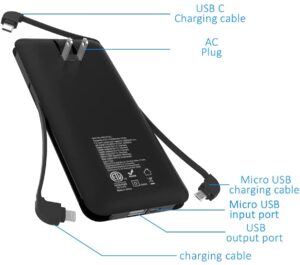 USB C
Charging cable
AC
Plug
Micro USB
charging cable
Micro USB
input port
USB
output port
charging cable